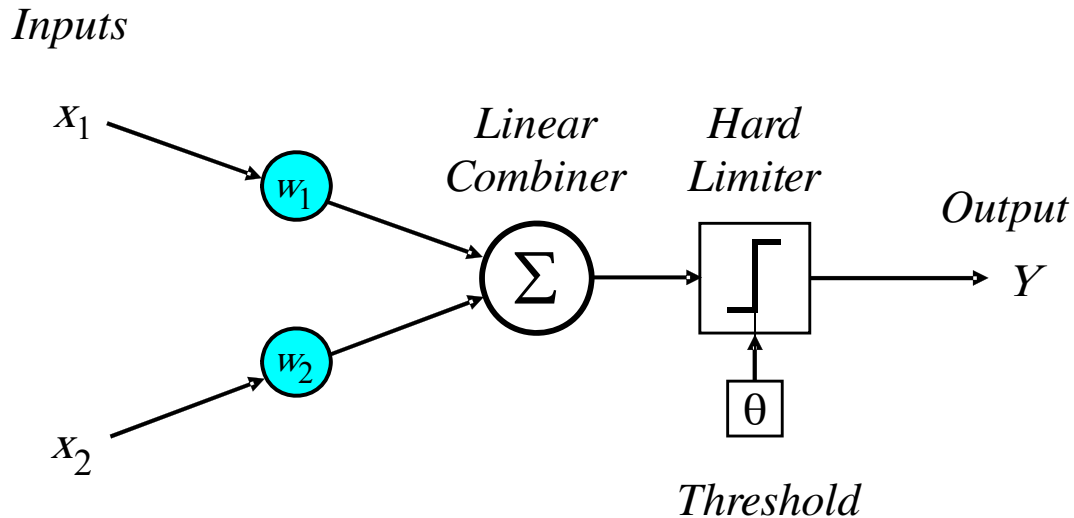 Inputs
x1
w1
Linear
Combiner
Hard
Limiter
Output
Σ
Y
w2
θ
x2
Threshold